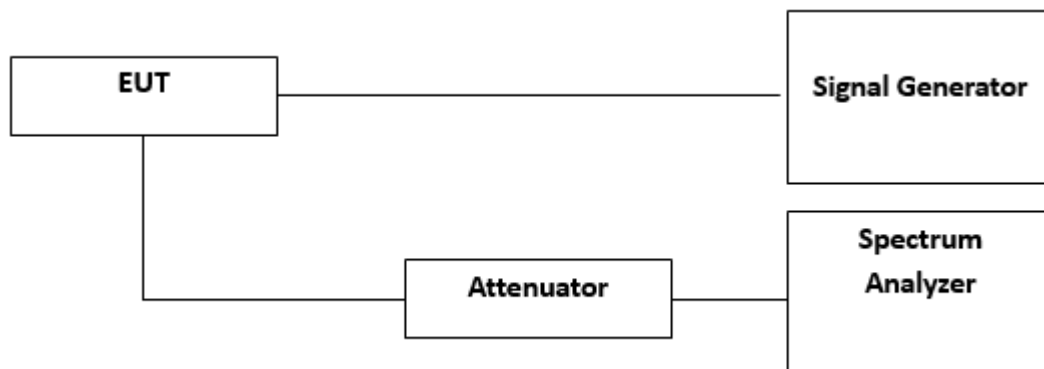 EUT
Signal Generator
Spectrum
Analyzer
Attenuator